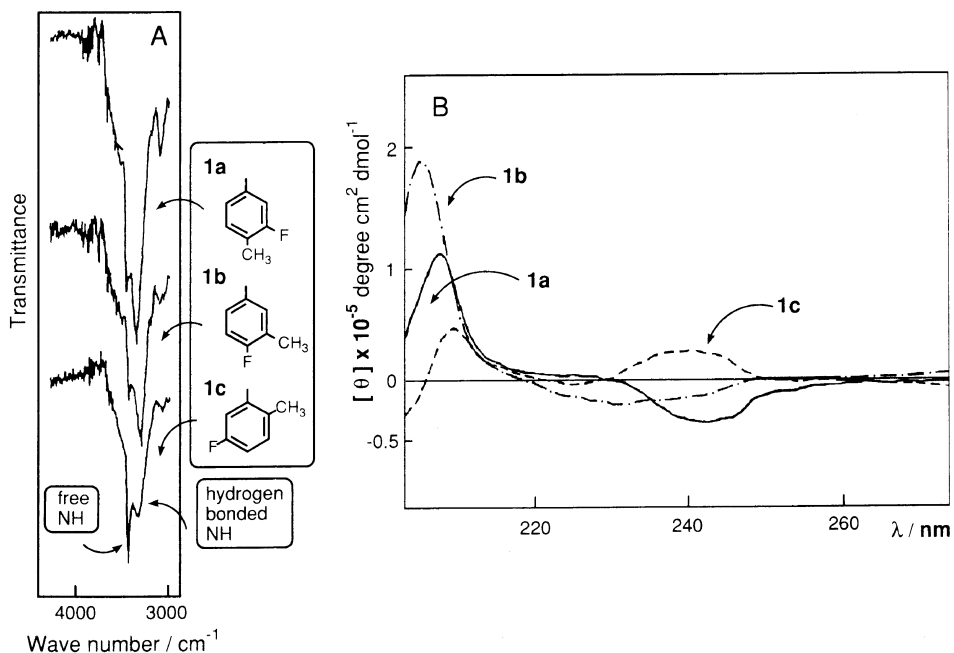 A
Transmittance
1a
F
CH3
1b
CH3
F
1c
CH3
F
free
NH
hydrogen
bonded
NH
4000 3000
Wave number / cm-1
B
[θ] x 10-5 degree cm2 dmol-1
2
1
0
-0.5
1b
1a
1c
220 240 260 λ / nm